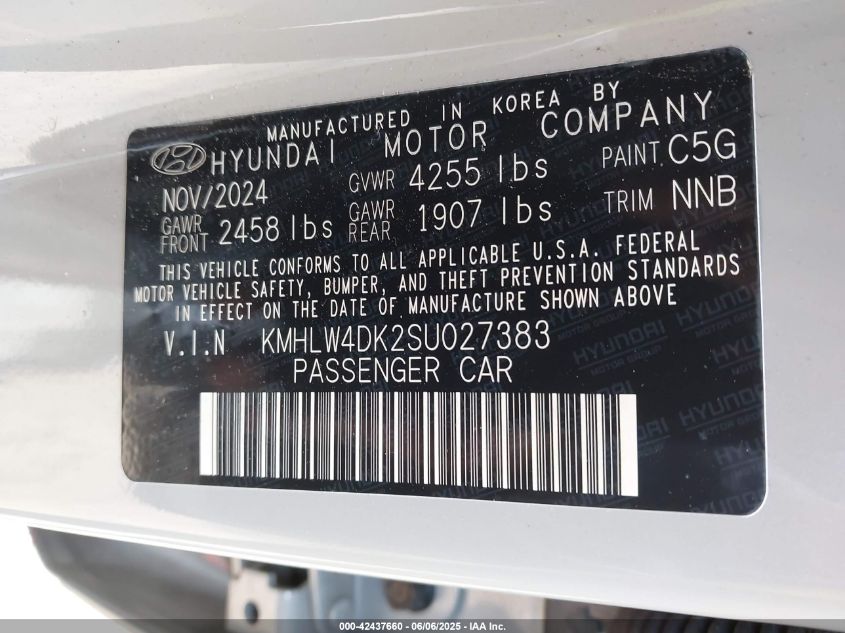 MANUFACTURED IN KOREA BY
HYUNDAI MOTOR COMPANY
NOV/2024 GVWR 4255 lbs PAINT C5G
GAWR FRONT 2458 lbs GAWR REAR 1907 lbs TRIM NNB
THIS VEHICLE CONFORMS TO ALL APPLICABLE U.S.A. FEDERAL
MOTOR VEHICLE SAFETY, BUMPER, AND THEFT PREVENTION STANDARDS
IN EFFECT ON THE DATE OF MANUFACTURE SHOWN ABOVE
V.I.N KMHLW4DK2SU027383
PASSENGER CAR
HYUNDAI
MOTOR GROUP
000-42437660 - 06/06/2025 - IAA Inc.